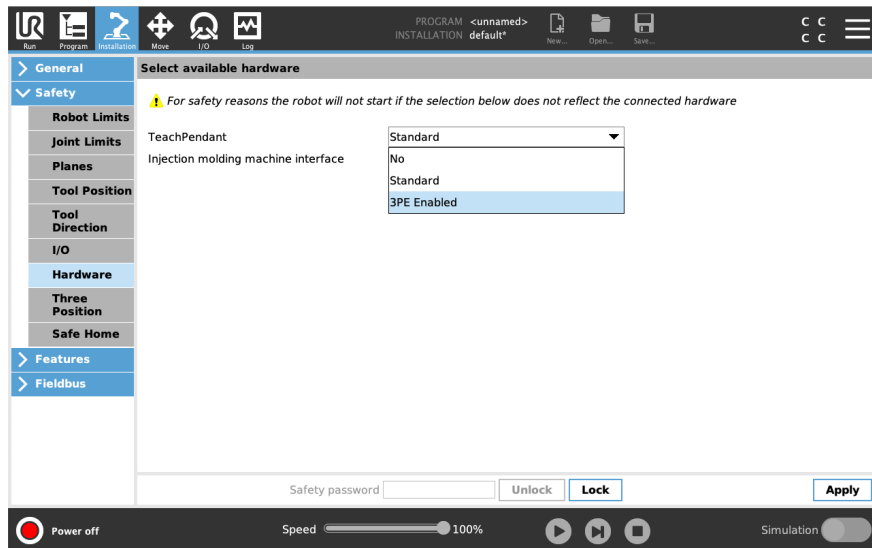 UR
PROGRAM <unnamed>
INSTALLATION default*
Run Program Installation Move I/O Log New... Open... Save...
C C
C C
General
Safety
Robot Limits
Joint Limits
Planes
Tool Position
Tool
Direction
I/O
Hardware
Three
Position
Safe Home
Features
Fieldbus
Select available hardware
For safety reasons the robot will not start if the selection below does not reflect the connected hardware
TeachPendant Standard
Injection molding machine interface No
Standard
3PE Enabled
Safety password Unlock Lock Apply
Power off Speed 100% Simulation